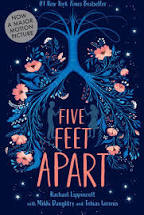 #1 New York Times Bestseller
NOW
A MAJOR
MOTION
PICTURE
FIVE
FEET
APART
Rachael Lippincott
with Mikki Daughtry and Tobias Iaconis